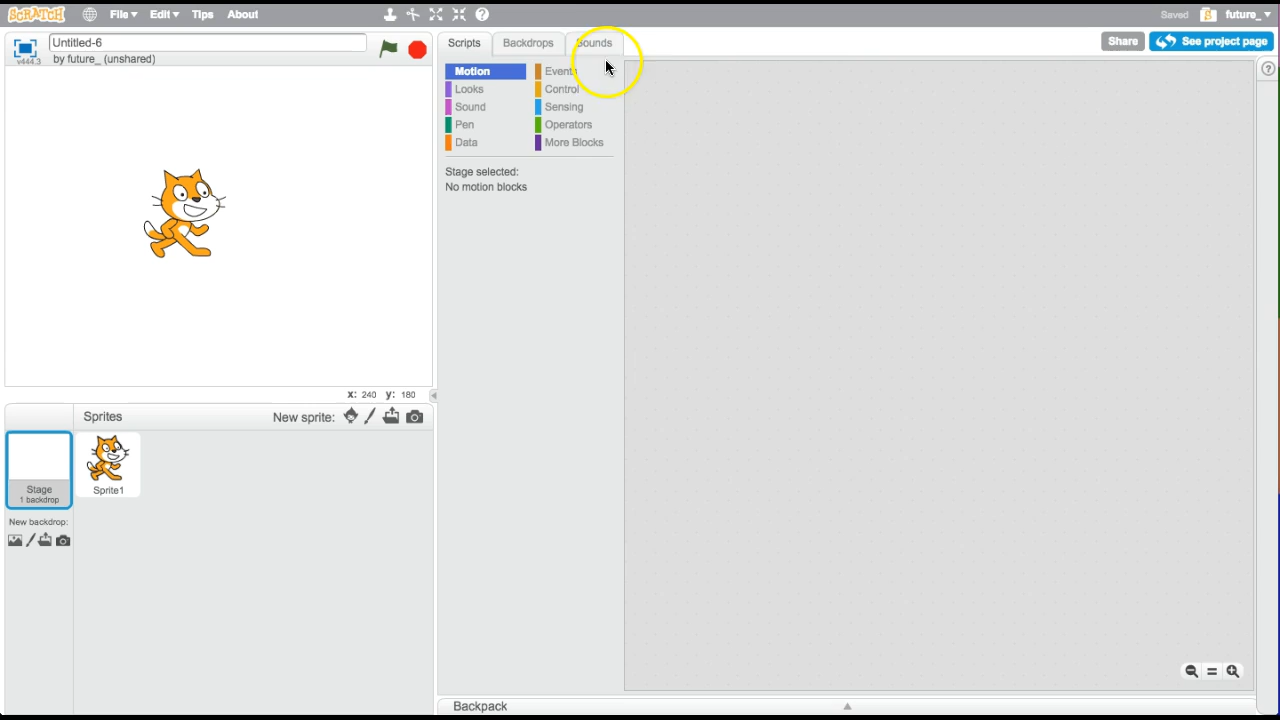 SCRATCH File Edit Tips About Saved future_
v444.3
Untitled-6
by future_ (unshared)
Scripts Backdrops Sounds
Share See project page
Motion Events
Looks Control
Sound Sensing
Pen Operators
Data More Blocks
Stage selected:
No motion blocks
x: 240 y: 180
Sprites New sprite:
Stage
1 backdrop
Sprite1
New backdrop:
Backpack